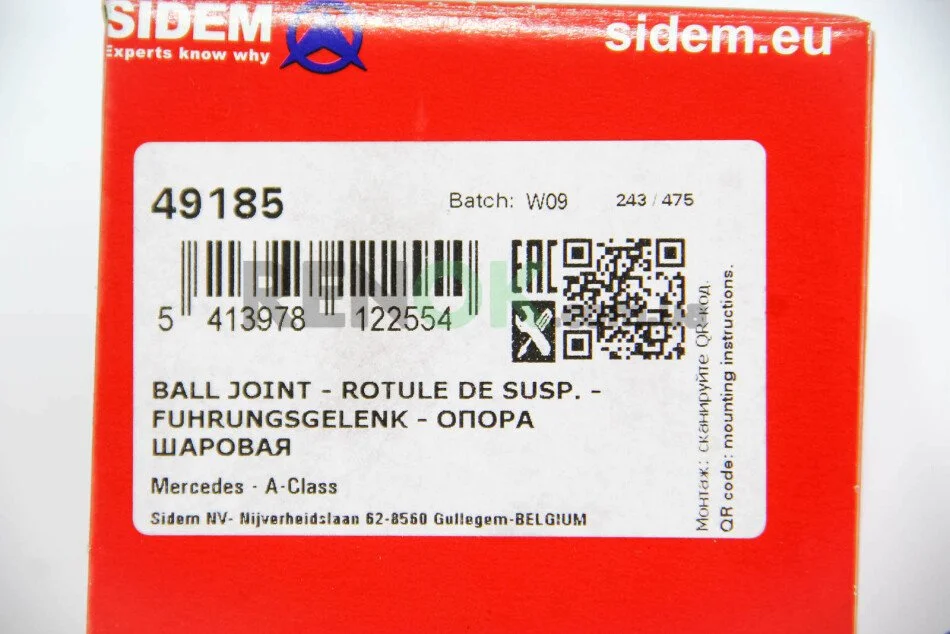 SIDEM
Experts know why
sidem.eu
49185
Batch: W09 243 / 475
EAC
5 413978 122554
BALL JOINT - ROTULE DE SUSP. -
FUHRUNGSGELENK - ОПОРА
ШАРОВАЯ
Mercedes - A-Class
Sidem NV- Nijverheidslaan 62-8560 Gullegem-BELGIUM
Монтаж: сканируйте QR-код.
QR code: mounting instructions.